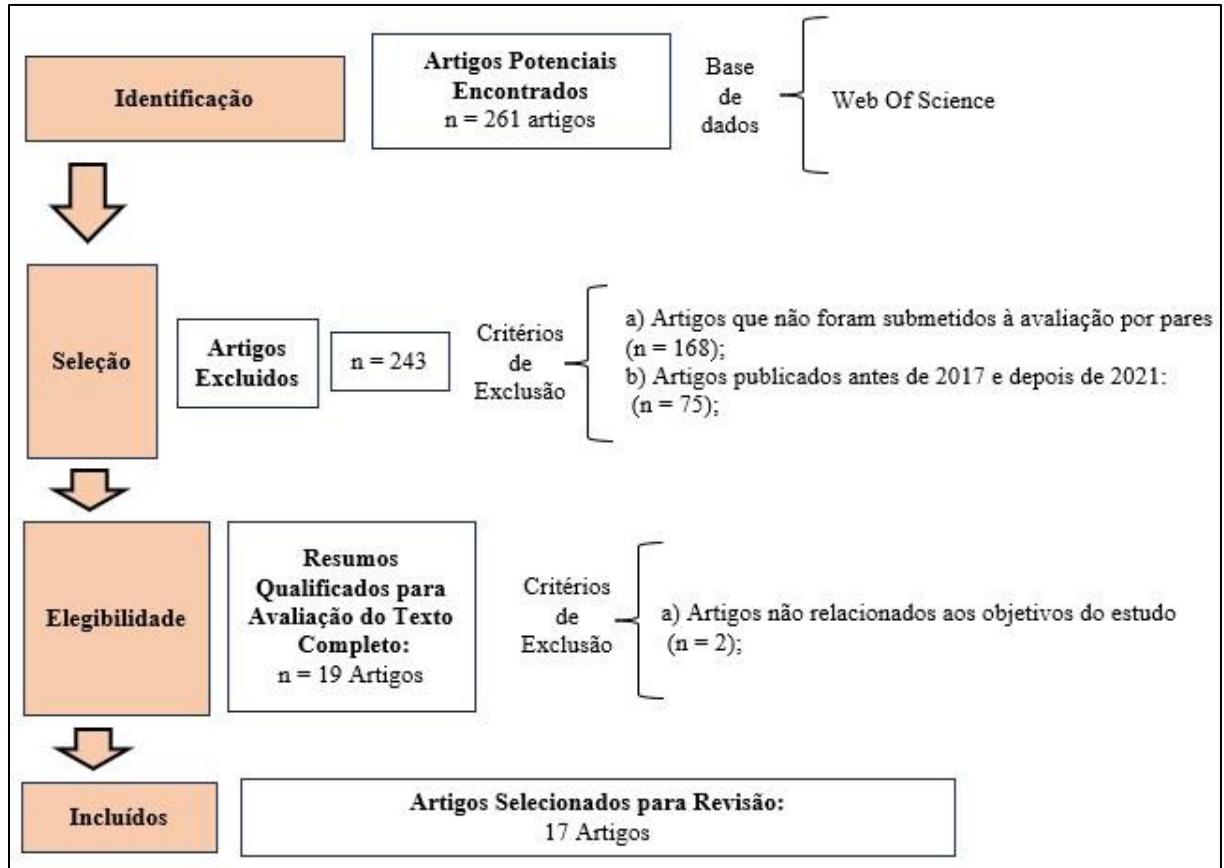 Identificação
Artigos Potenciais
Encontrados
n = 261 artigos
Base
de
dados
Web Of Science
Seleção
Artigos
Excluidos
n = 243
Critérios
de
Exclusão
a) Artigos que não foram submetidos à avaliação por pares
(n = 168);
b) Artigos publicados antes de 2017 e depois de 2021:
(n = 75);
Elegibilidade
Resumos
Qualificados para
Avaliação do Texto
Completo:
n = 19 Artigos
Critérios
de
Exclusão
a) Artigos não relacionados aos objetivos do estudo
(n = 2);
Incluídos
Artigos Selecionados para Revisão:
17 Artigos